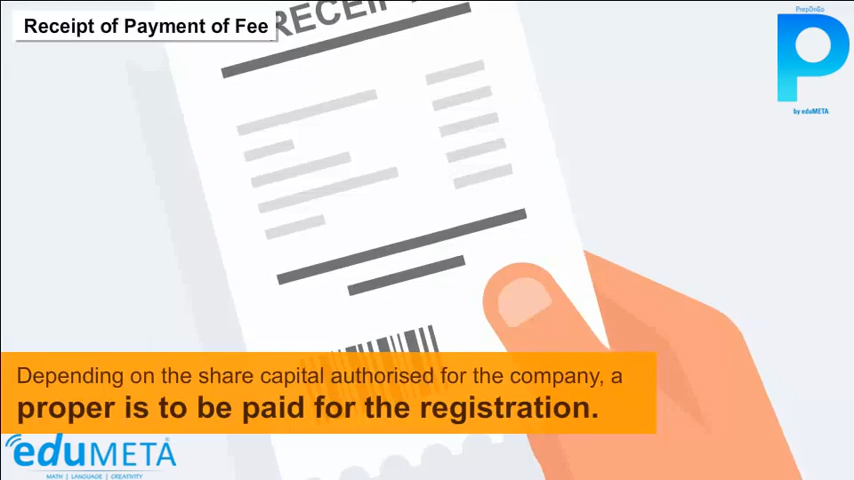 PrepOnGo
Receipt of Payment of Fee
RECEIPT
by eduMETA
Depending on the share capital authorised for the company, a
proper is to be paid for the registration.
eduMETA
MATH | LANGUAGE | CREATIVITY